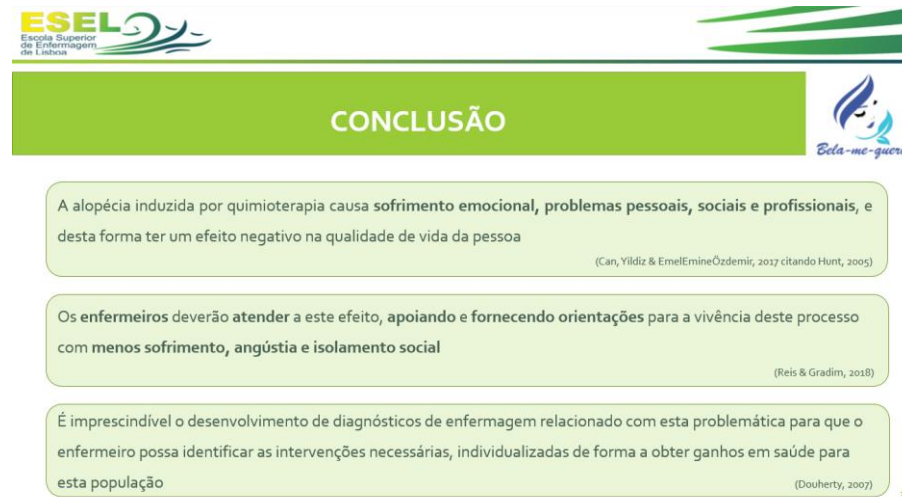 ESEL
Escola Superior
de Enfermagem
de Lisboa
CONCLUSÃO
Bela-me-quer
A alopécia induzida por quimioterapia causa sofrimento emocional, problemas pessoais, sociais e profissionais, e
desta forma ter um efeito negativo na qualidade de vida da pessoa
(Can, Yildiz & EmelEmineÖzdemir, 2017 citando Hunt, 2005)
Os enfermeiros deverão atender a este efeito, apoiando e fornecendo orientações para a vivência deste processo
com menos sofrimento, angústia e isolamento social
(Reis & Gradim, 2018)
É imprescindível o desenvolvimento de diagnósticos de enfermagem relacionado com esta problemática para que o
enfermeiro possa identificar as intervenções necessárias, individualizadas de forma a obter ganhos em saúde para
esta população
(Douherty, 2007)